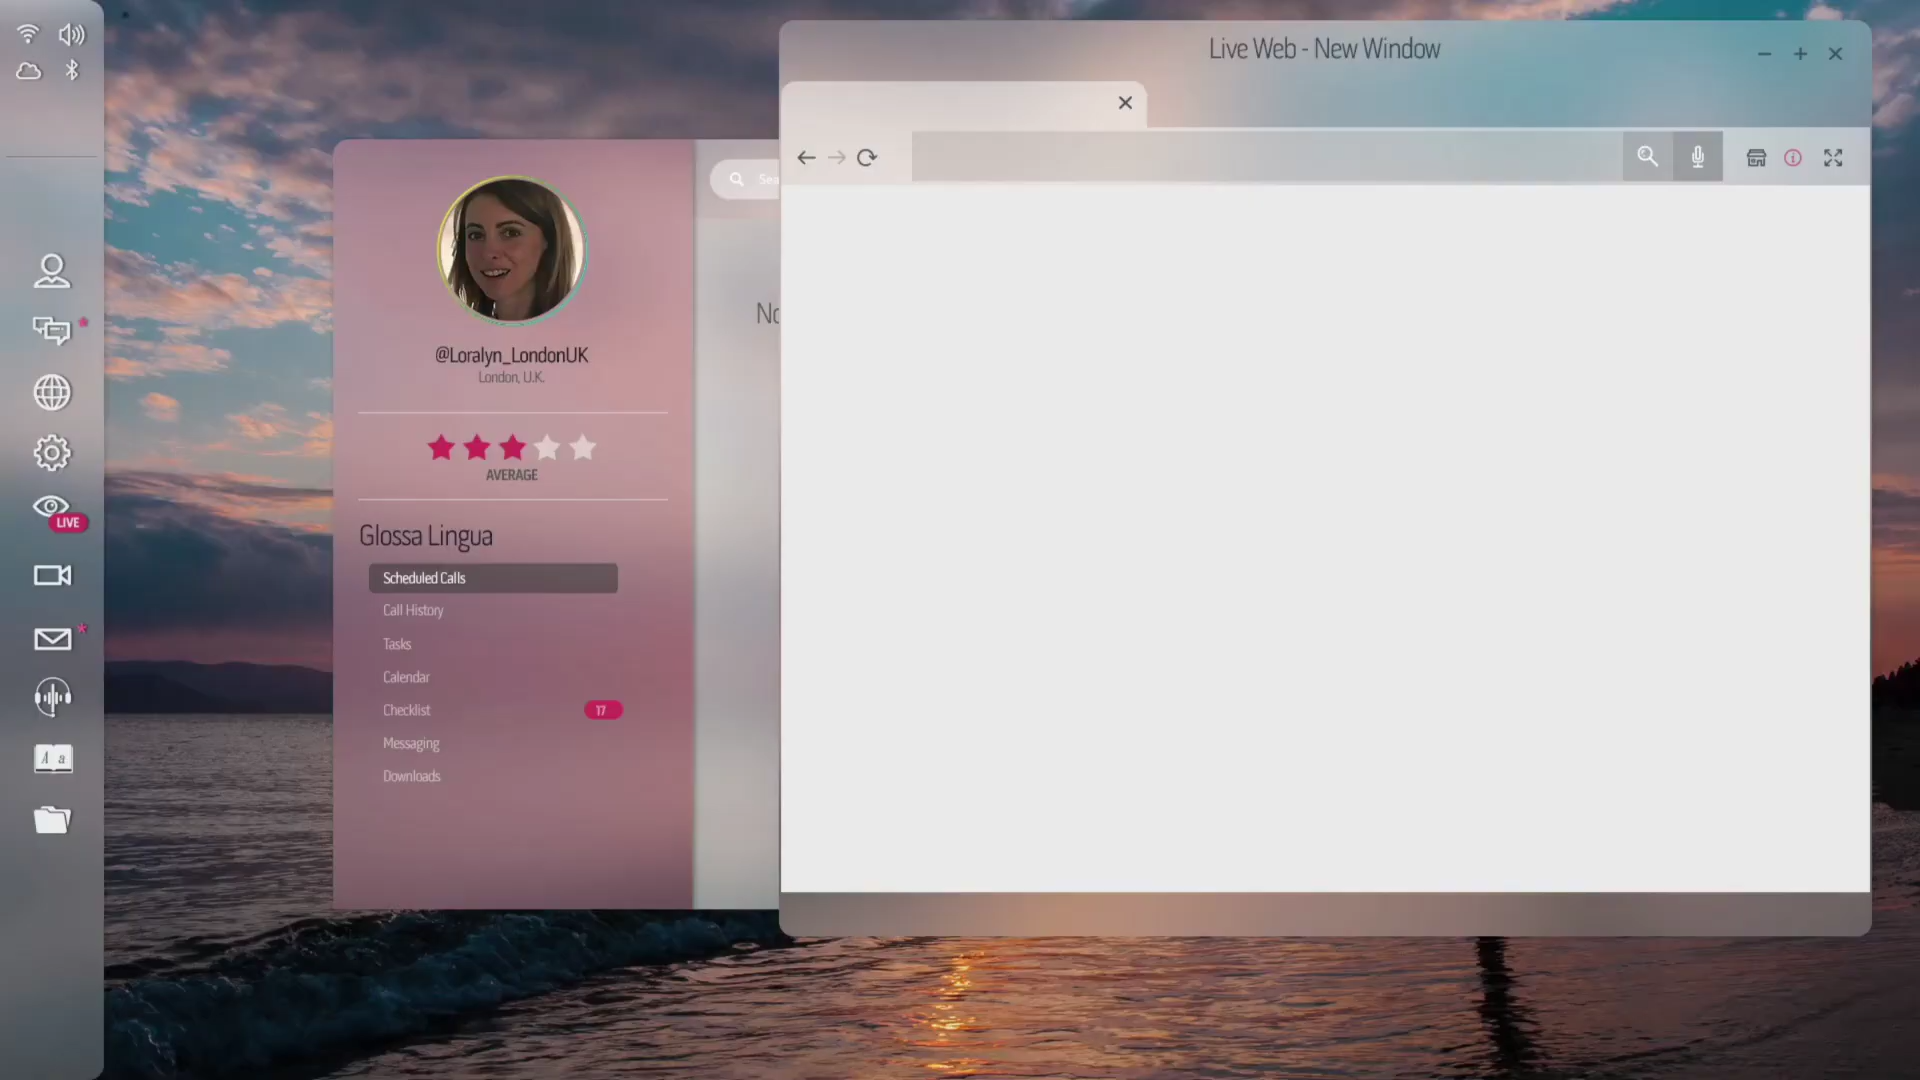 Live Web - New Window
@Loralyn_LondonUK
London, U.K.
AVERAGE
Glossa Lingua
Scheduled Calls
Call History
Tasks
Calendar
Checklist 17
Messaging
Downloads
LIVE
A a